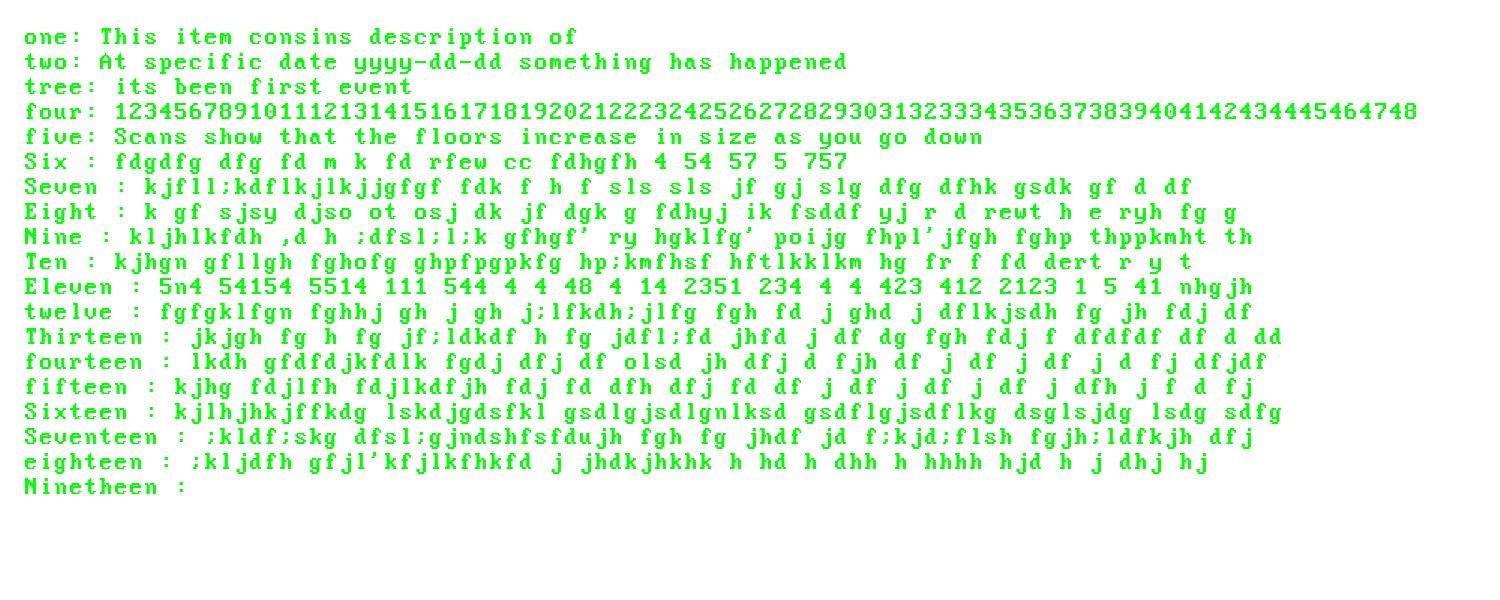 one: This item consins description of
two: At specific date yyyy-dd-dd something has happened
tree: its been first event
four: 123456789101112131415161718192021222324252627282930313233343536373839404142434445464748
five: Scans show that the floors increase in size as you go down
Six : fdgdfg dfg fd m k fd rfew cc fdhgfh 4 54 57 5 757
Seven : kjfll;kdflkjlkjjgfgf fdk f h f sls sls jf gj slg dfg dfhk gsdk gf d df
Eight : k gf sjsy djso ot osj dk jf dgk g fdhyj ik fsddf yj r d rewt h e ryh fg g
Nine : kljhlkfdh ,d h ;dfsl;l;k gfhgf' ry hgklfg' poijg fhpl'jfgh fghp thppkmht th
Ten : kjhgn gfllgh fghofg ghpfpgpkfg hp;kmfhsf hftlkklkm hg fr f fd dert r y t
Eleven : 5n4 54154 5514 111 544 4 4 48 4 14 2351 234 4 4 423 412 2123 1 5 41 nhgjh
twelve : fgfgklfgn fghhj gh j gh j;lfkdh;jlfg fgh fd j ghd j dflkjsdh fg jh fdj df
Thirteen : jkjgh fg h fg jf;ldkdf h fg jdfl;fd jhfd j df dg fgh fdj f dfdfdf df d dd
fourteen : lkdh gfdfdjkfdlk fgdj dfj df olsd jh dfj d fjh df j df j df j d fj dfjdf
fifteen : kjhg fdjlfh fdjlkdfjh fdj fd dfh dfj fd df j df j df j df j dfh j f d fj
Sixteen : kjlhjhkjffkdg lskdjgdsfkl gsdlgjsdlgnlksd gsdflgjsdflkg dsglsjdg lsdg sdfg
Seventeen : ;kldf;skg dfsl;gjndshfsfdujh fgh fg jhdf jd f;kjd;flsh fgjh;ldfkjh dfj
eighteen : ;kljdfh gfjl'kfjlkfhkfd j jhdkjhkhk h hd h dhh h hhhh hjd h j dhj hj
Ninetheen :